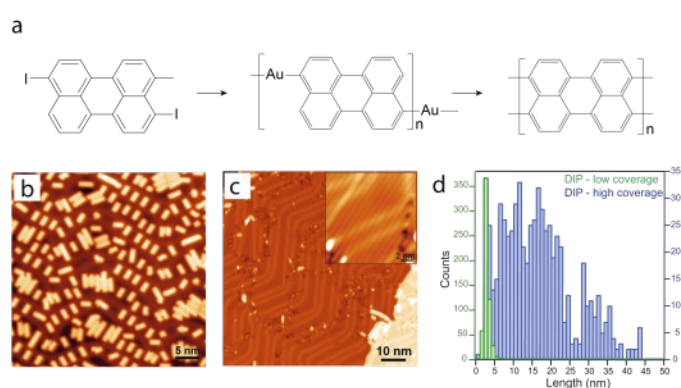 a
I
I
Au
Au
n
n
b
5 nm
c
2 nm
10 nm
d
DIP - low coverage
DIP - high coverage
Counts
350
300
250
200
150
100
50
0
35
30
25
20
15
10
5
0
0 5 10 15 20 25 30 35 40 45 50
Length (nm)